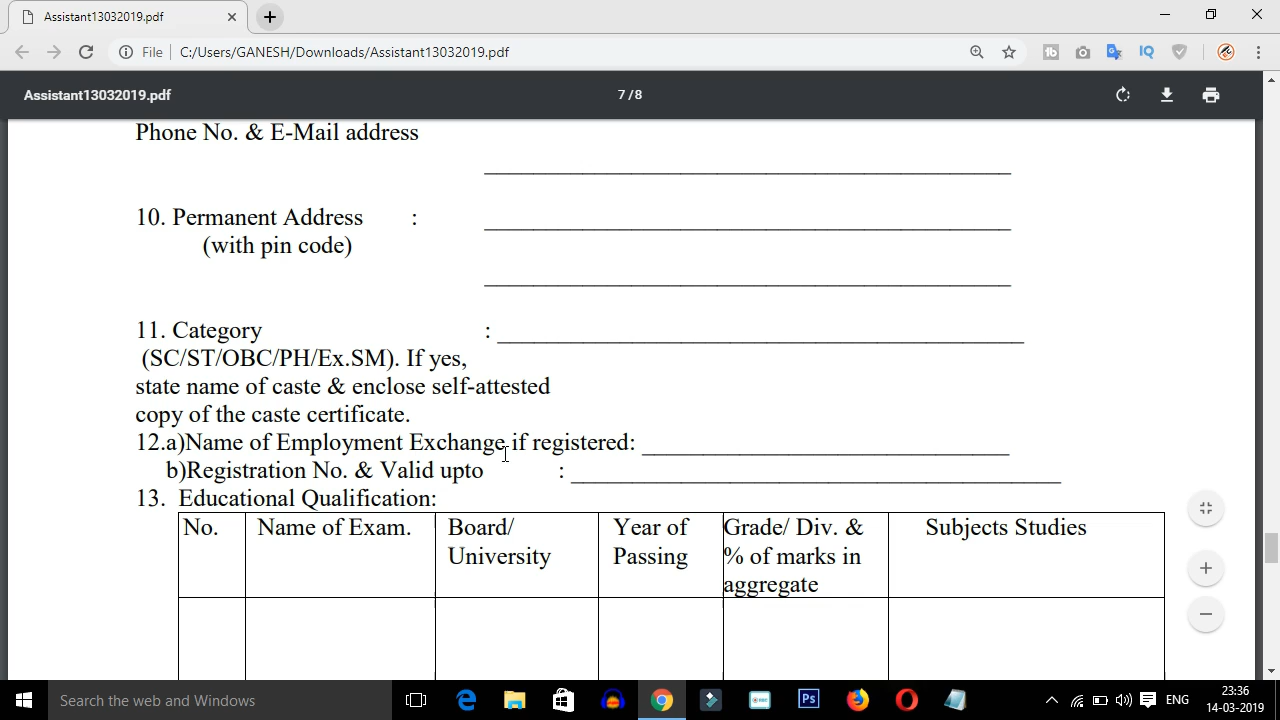 Assistant13032019.pdf
File | C:/Users/GANESH/Downloads/Assistant13032019.pdf
Assistant13032019.pdf
7 / 8
Phone No. & E-Mail address
10. Permanent Address :
(with pin code)
11. Category :
(SC/ST/OBC/PH/Ex.SM). If yes,
state name of caste & enclose self-attested
copy of the caste certificate.
12.a)Name of Employment Exchange if registered:
b)Registration No. & Valid upto :
13. Educational Qualification:
No. Name of Exam. Board/ University Year of Passing Grade/ Div. & % of marks in aggregate Subjects Studies
Search the web and Windows
Ps
ENG
23:36
14-03-2019